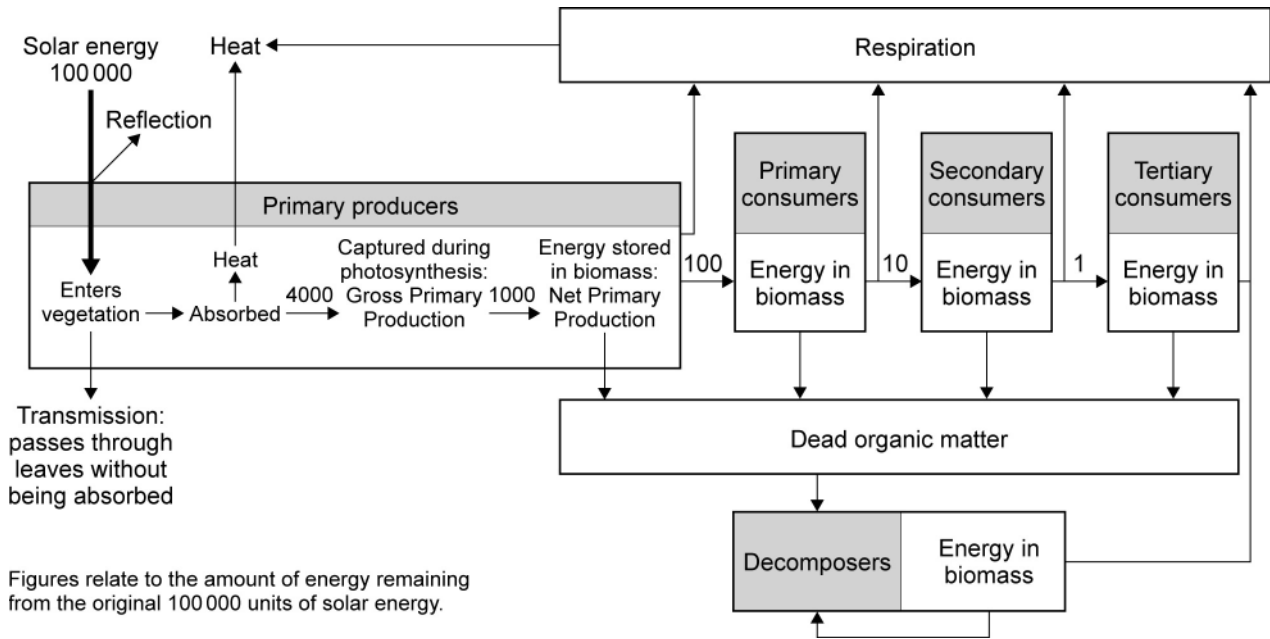 Solar energy
100 000
Heat
Respiration
Reflection
Primary producers
Enters
vegetation
Absorbed
Heat
4000
Captured during
photosynthesis:
Gross Primary
Production
1000
Energy stored
in biomass:
Net Primary
Production
100
Primary
consumers
Energy in
biomass
10
Secondary
consumers
Energy in
biomass
1
Tertiary
consumers
Energy in
biomass
Transmission:
passes through
leaves without
being absorbed
Dead organic matter
Decomposers
Energy in
biomass
Figures relate to the amount of energy remaining
from the original 100 000 units of solar energy.